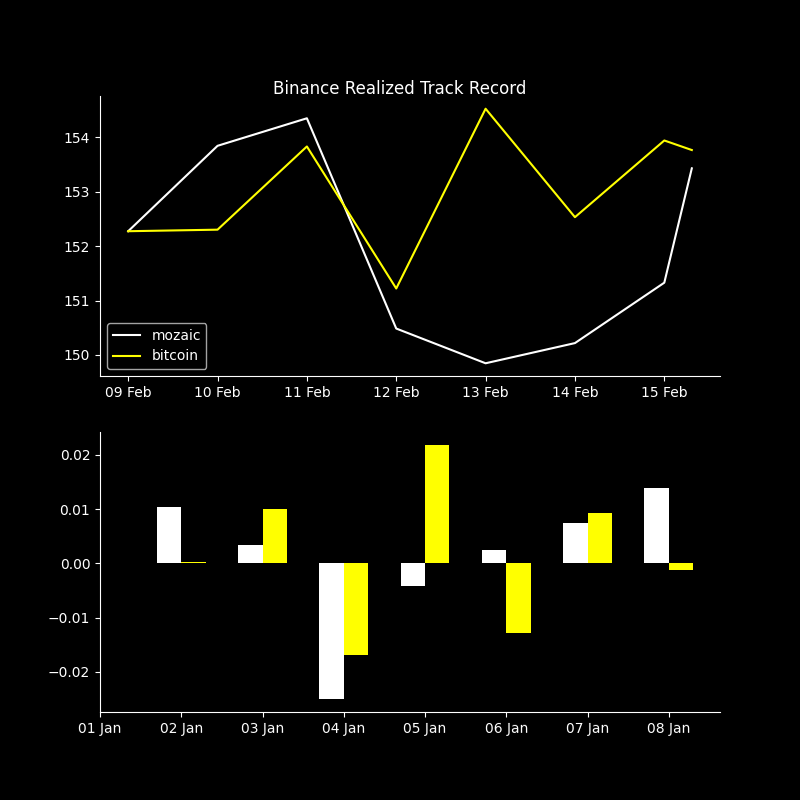 Binance Realized Track Record
154
153
152
151
150
mozaic
bitcoin
09 Feb 10 Feb 11 Feb 12 Feb 13 Feb 14 Feb 15 Feb
0.02
0.01
0.00
−0.01
−0.02
01 Jan 02 Jan 03 Jan 04 Jan 05 Jan 06 Jan 07 Jan 08 Jan